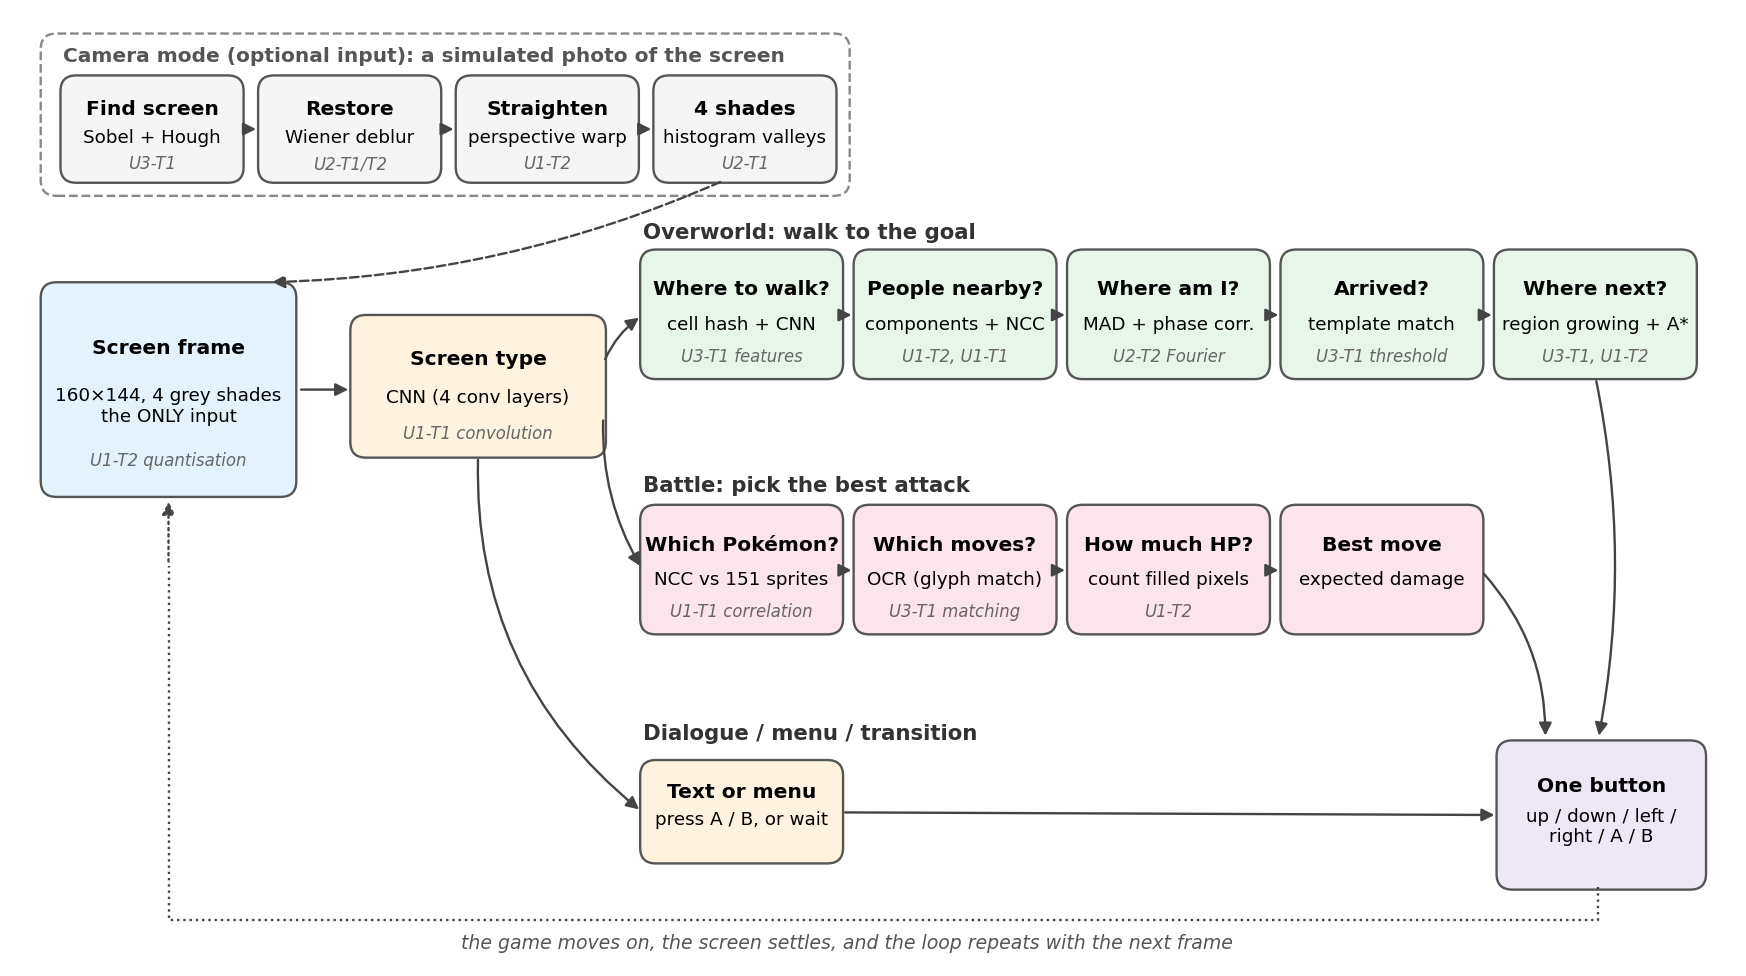 Camera mode (optional input): a simulated photo of the screen
Find screen
Sobel + Hough
U3-T1
Restore
Wiener deblur
U2-T1/T2
Straighten
perspective warp
U1-T2
4 shades
histogram valleys
U2-T1
Screen frame
160×144, 4 grey shades
the ONLY input
U1-T2 quantisation
Screen type
CNN (4 conv layers)
U1-T1 convolution
Overworld: walk to the goal
Where to walk?
cell hash + CNN
U3-T1 features
People nearby?
components + NCC
U1-T2, U1-T1
Where am I?
MAD + phase corr.
U2-T2 Fourier
Arrived?
template match
U3-T1 threshold
Where next?
region growing + A*
U3-T1, U1-T2
Battle: pick the best attack
Which Pokémon?
NCC vs 151 sprites
U1-T1 correlation
Which moves?
OCR (glyph match)
U3-T1 matching
How much HP?
count filled pixels
U1-T2
Best move
expected damage
Dialogue / menu / transition
Text or menu
press A / B, or wait
One button
up / down / left /
right / A / B
the game moves on, the screen settles, and the loop repeats with the next frame